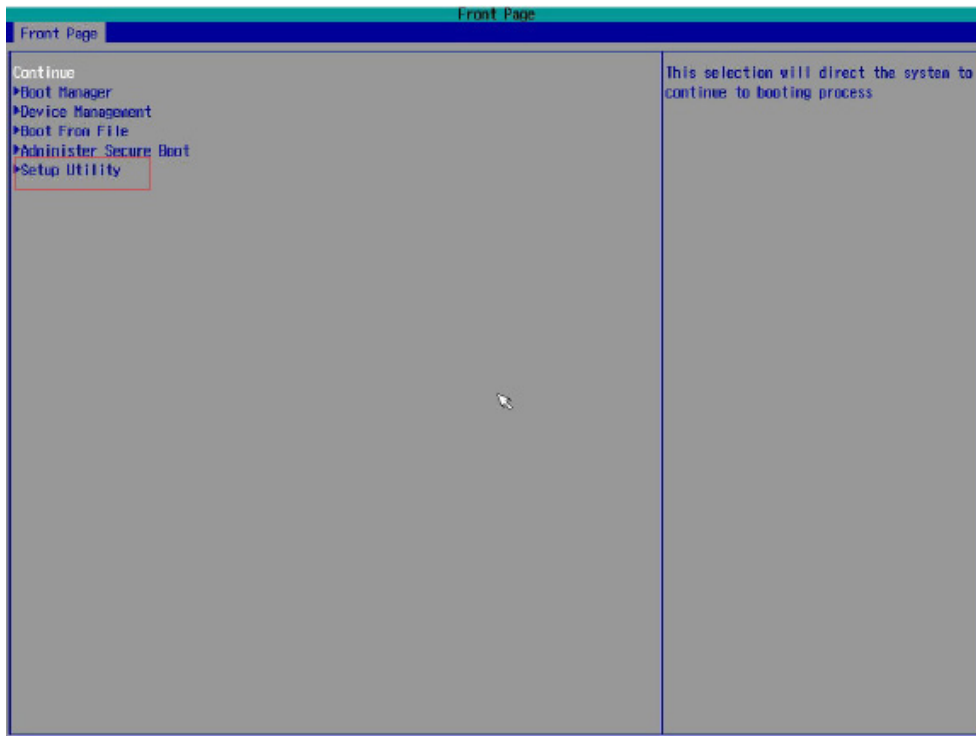 Front Page
Front Page
Continue
▶Boot Manager
▶Device Management
▶Boot From File
▶Administer Secure Boot
▶Setup Utility
This selection will direct the system to
continue to booting process